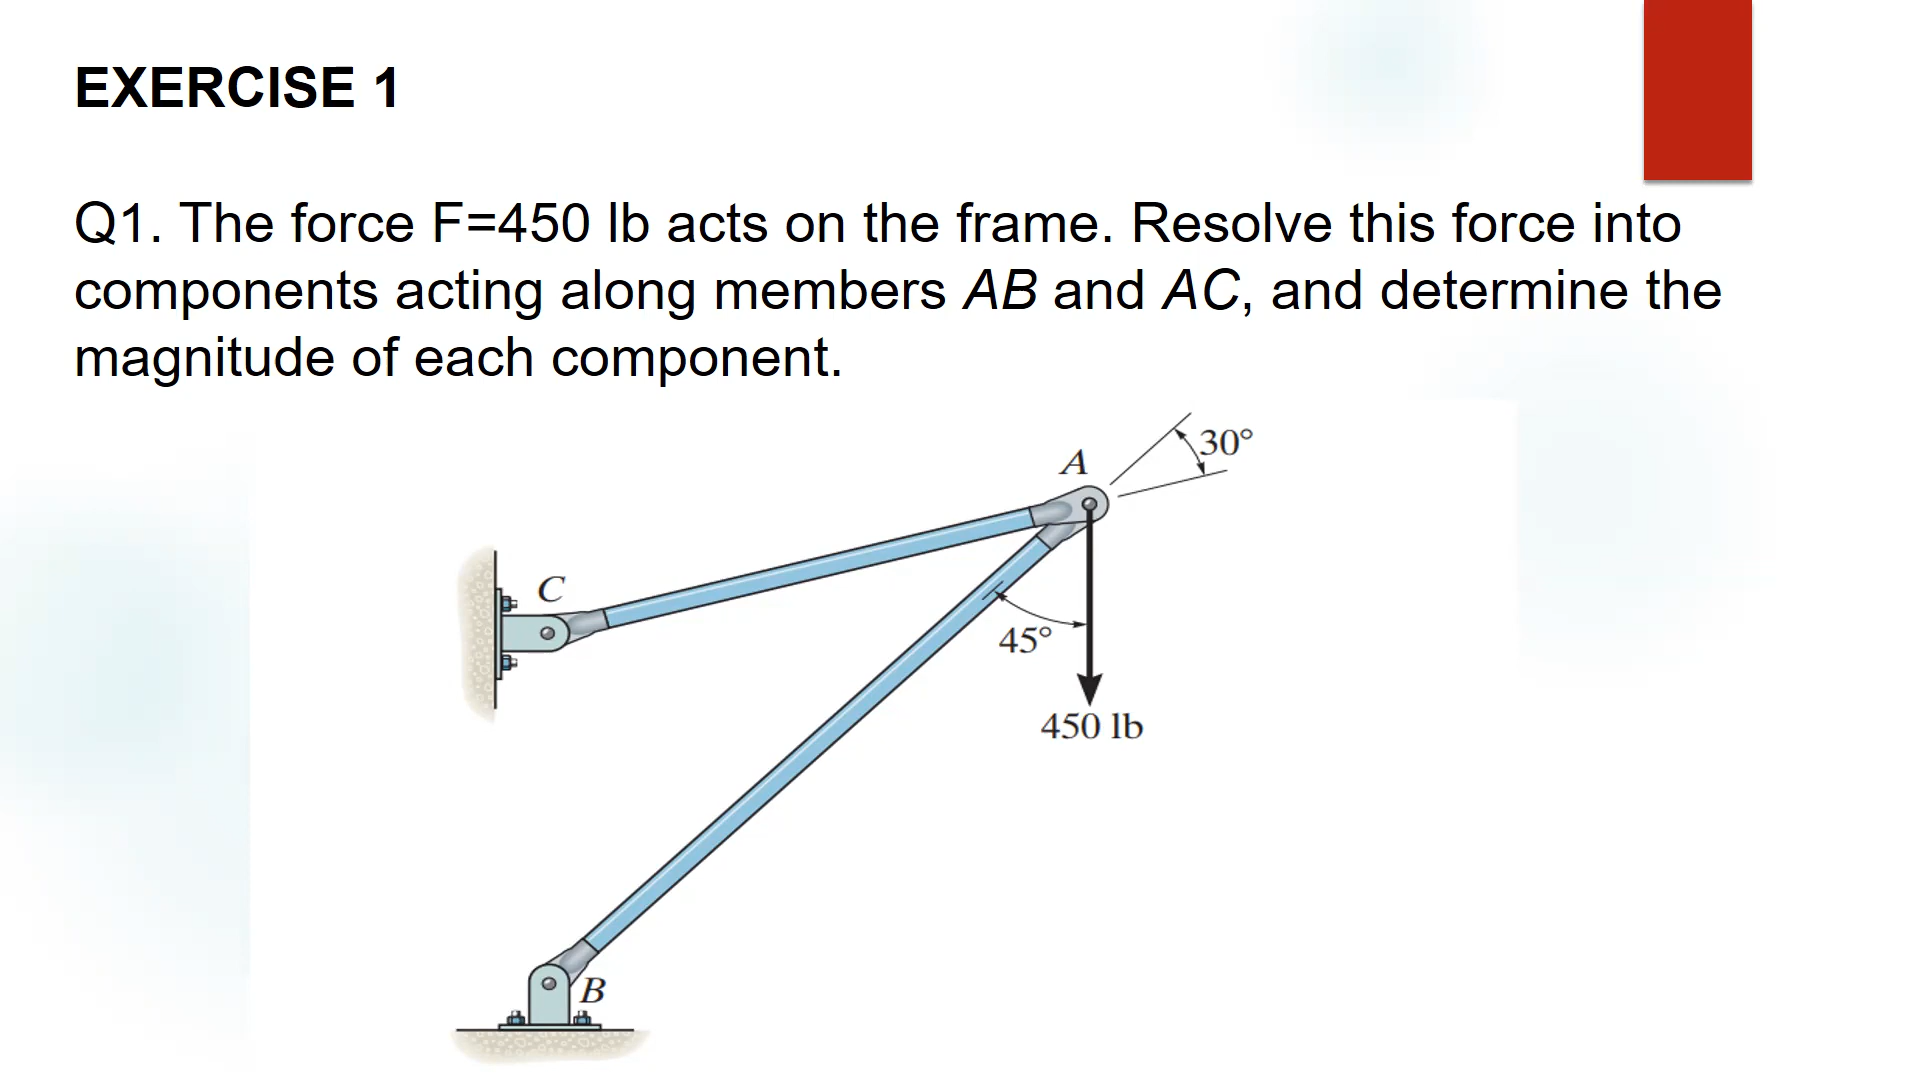 EXERCISE 1
Q1. The force F=450 lb acts on the frame. Resolve this force into
components acting along members AB and AC, and determine the
magnitude of each component.
30°
A
C
45°
450 lb
B